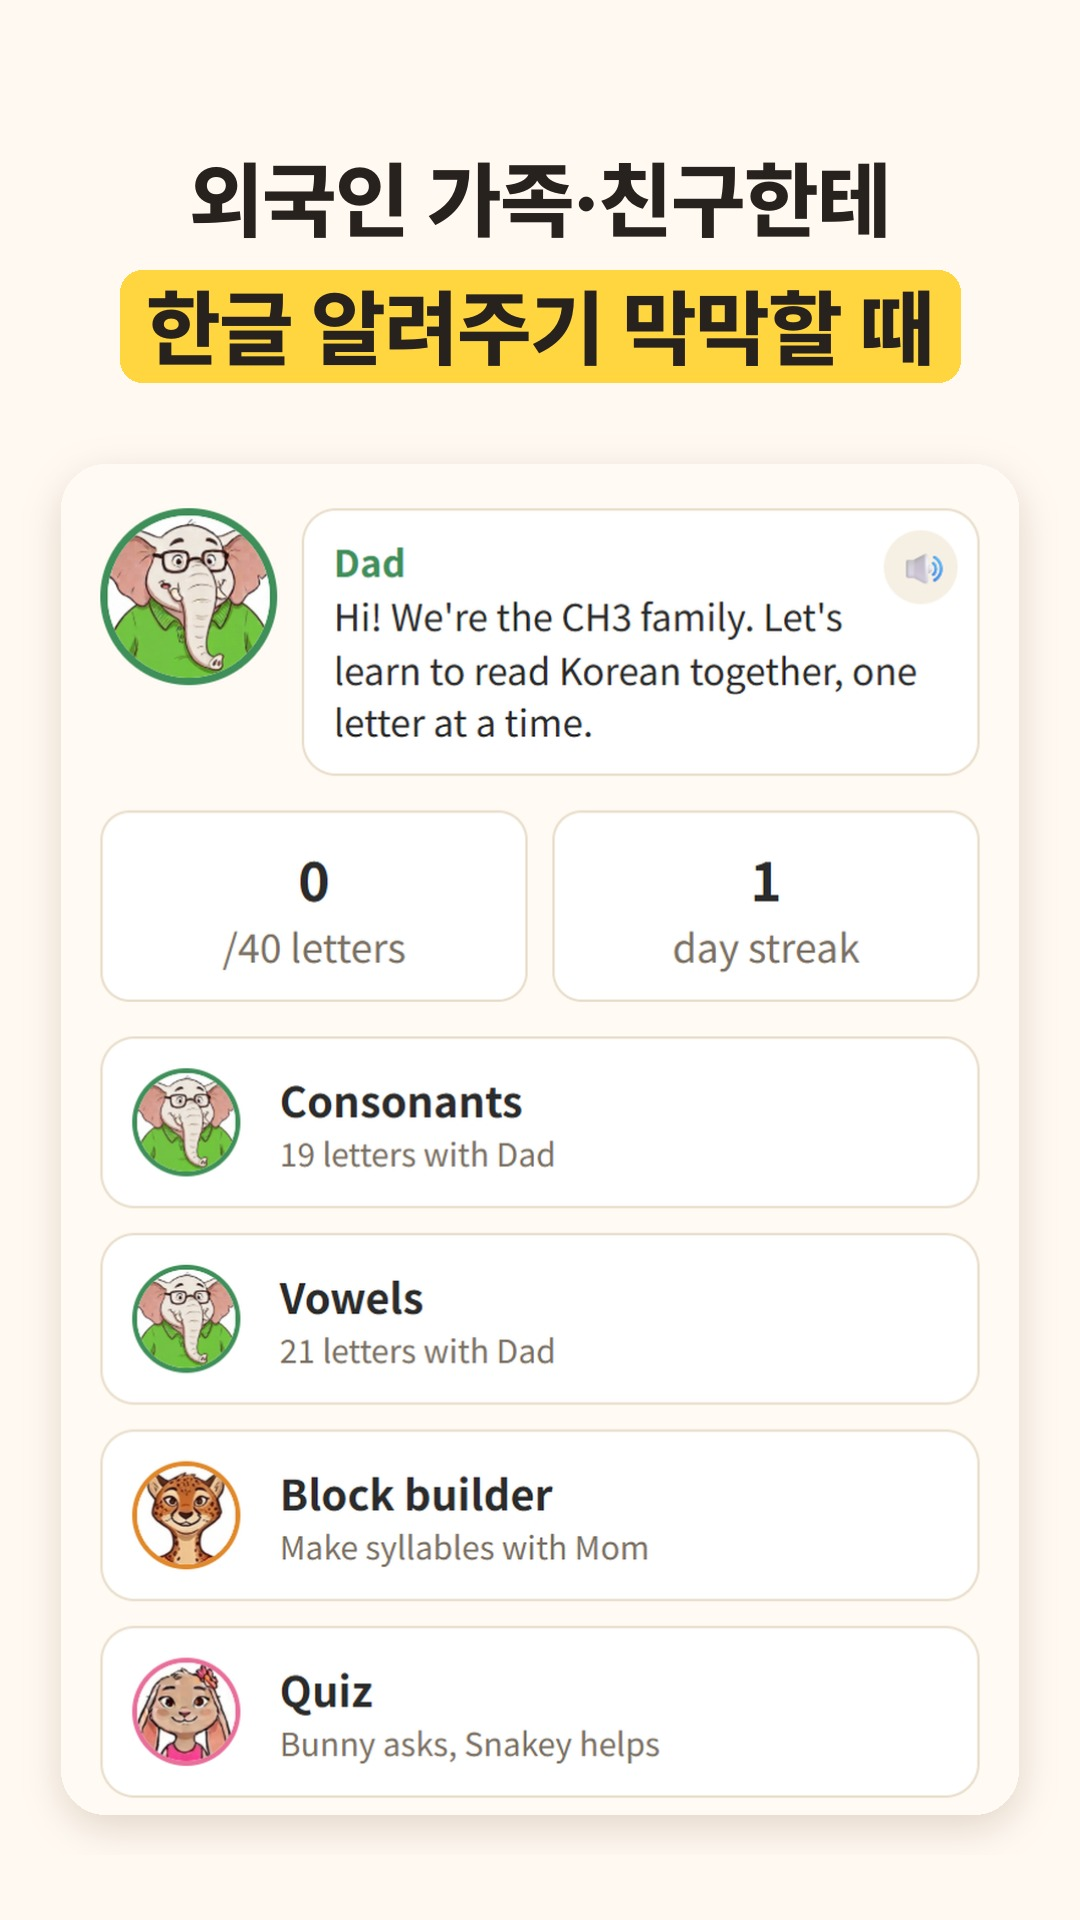 외국인 가족·친구한테
한글 알려주기 막막할 때
Dad
Hi! We're the CH3 family. Let's
learn to read Korean together, one
letter at a time.
0
/40 letters
1
day streak
Consonants
19 letters with Dad
Vowels
21 letters with Dad
Block builder
Make syllables with Mom
Quiz
Bunny asks, Snakey helps